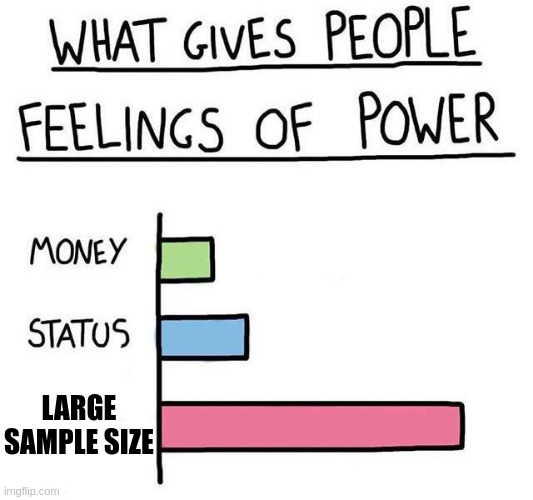 WHAT GIVES PEOPLE
FEELINGS OF POWER
MONEY
STATUS
LARGE
SAMPLE SIZE
imgflip.com